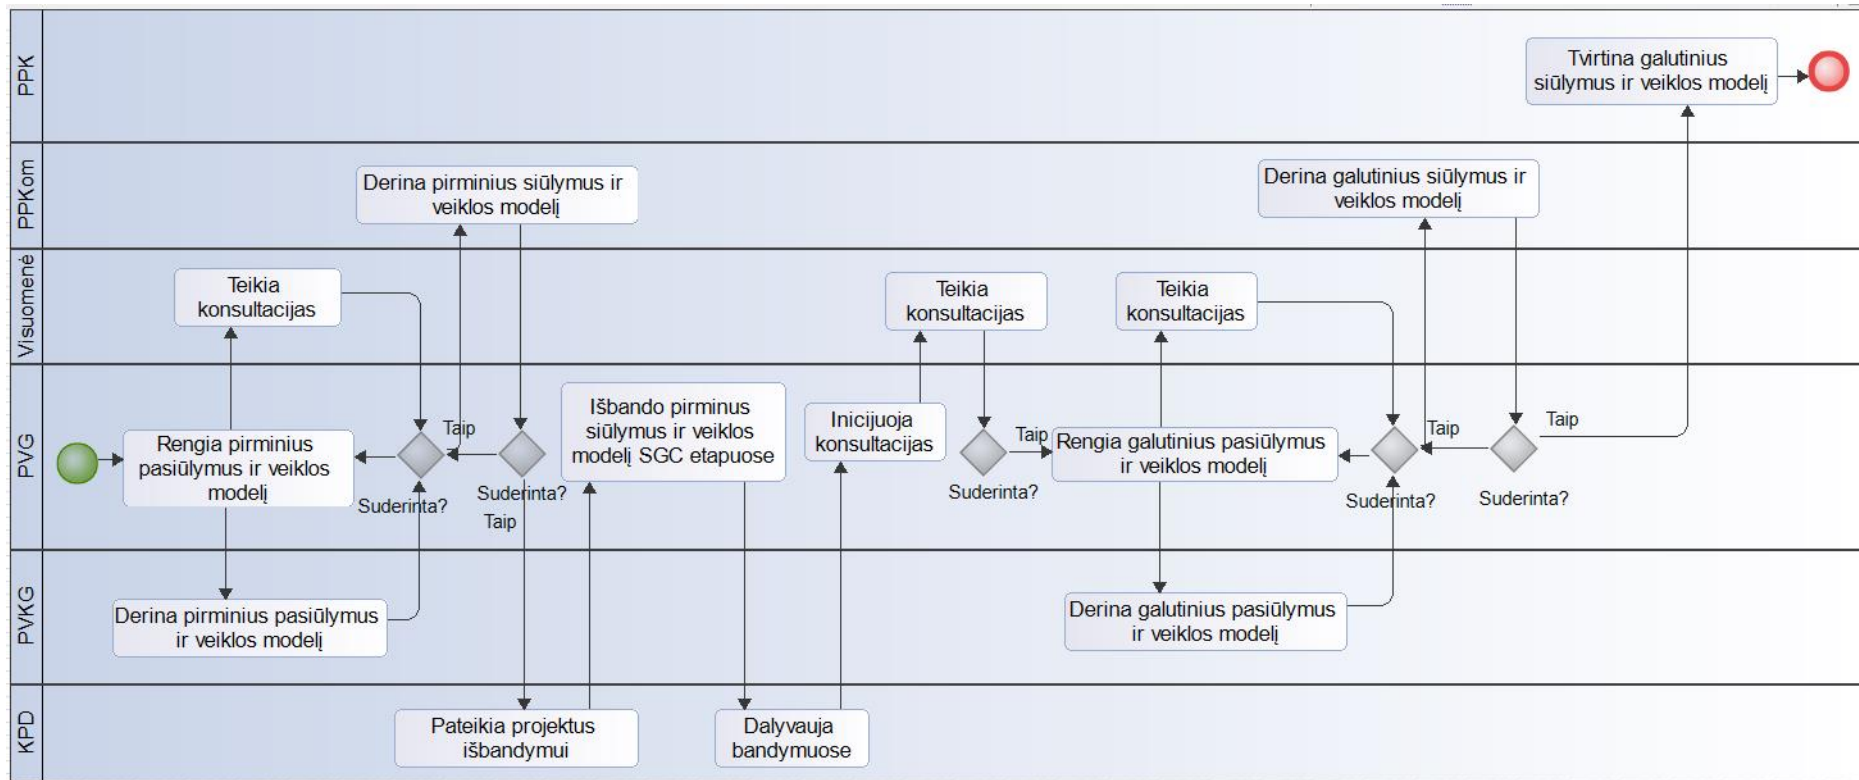 PPK
Tvirtina galutinius
siūlymus ir veiklos modelį
PPKom
Derina pirminius siūlymus ir
veiklos modelį
Derina galutinius siūlymus ir
veiklos modelį
Visuomenė
Teikia
konsultacijas
Teikia
konsultacijas
Teikia
konsultacijas
PVG
Rengia pirminius
pasiūlymus ir veiklos
modelį
Taip
Suderinta?
Suderinta?
Taip
Išbando pirminus
siūlymus ir veiklos
modelį SGC etapuose
Inicijuoja
konsultacijas
Taip
Suderinta?
Rengia galutinius pasiūlymus
ir veiklos modelį
Taip
Suderinta?
Taip
Suderinta?
PVKG
Derina pirminius pasiūlymus
ir veiklos modelį
Derina galutinius pasiūlymus
ir veiklos modelį
KPD
Pateikia projektus
išbandymui
Dalyvauja
bandymuose